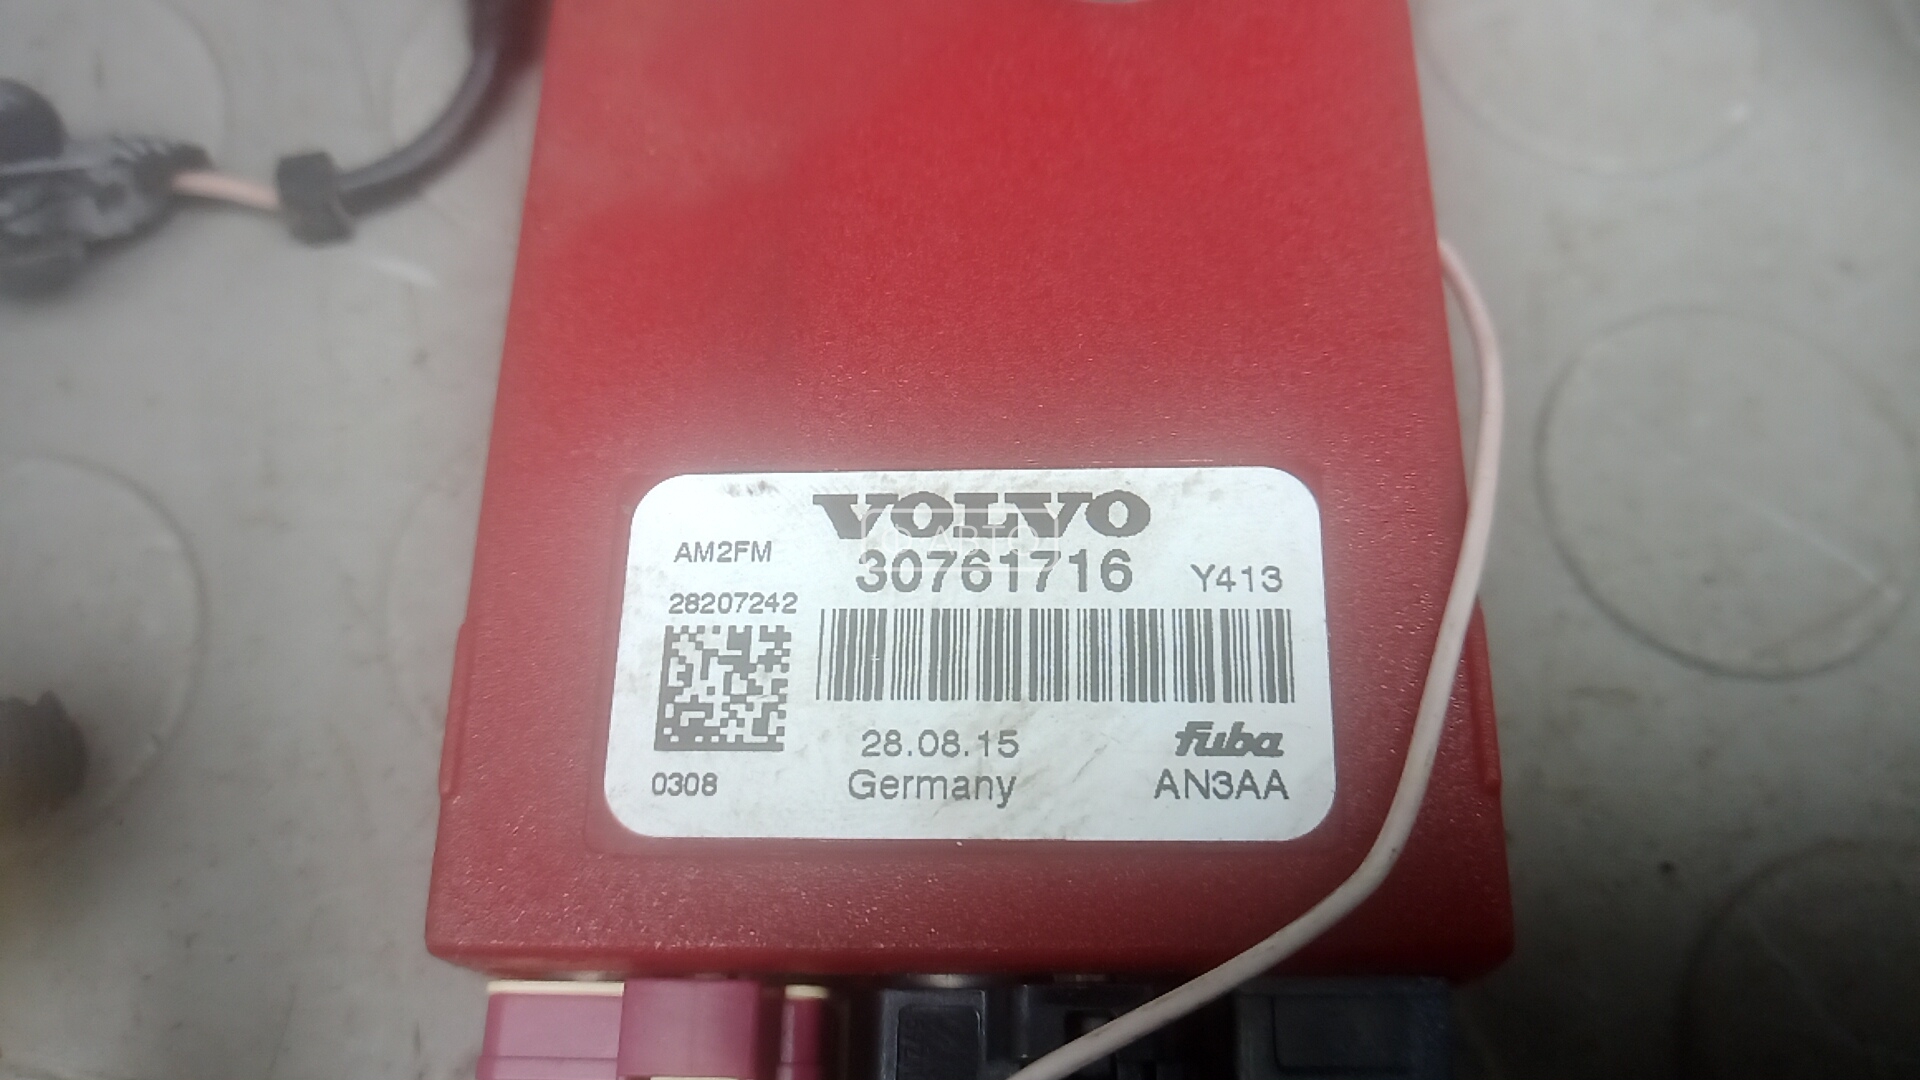 VOLVO
AM2FM
30761716
Y413
28207242
28.08.15
fuba
0308
Germany
AN3AA